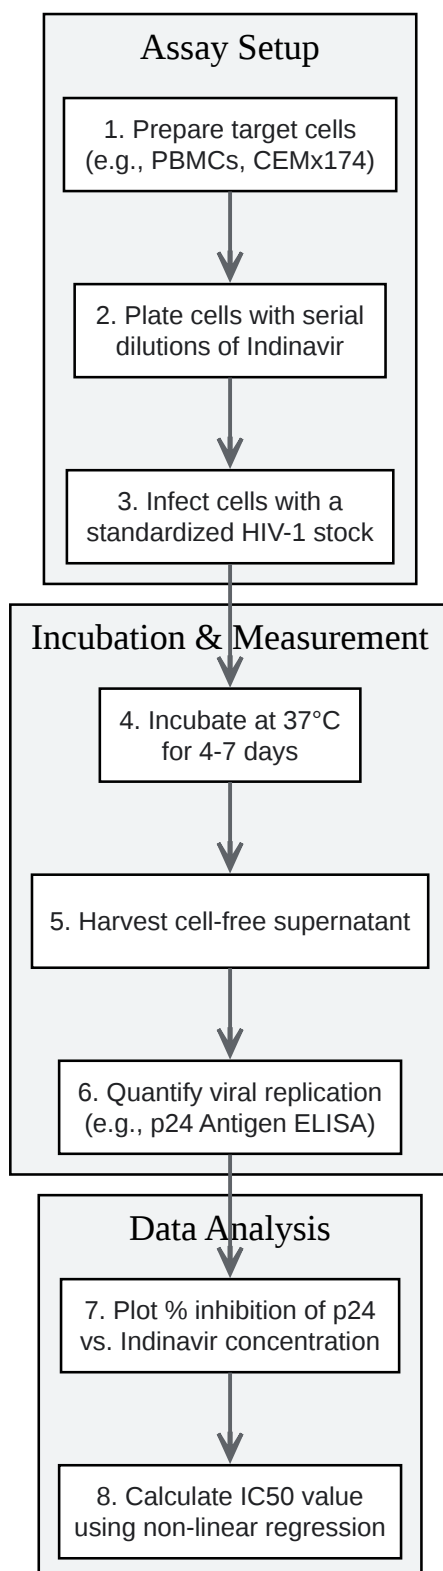 Assay Setup
1. Prepare target cells
(e.g., PBMCs, CEMx174)
2. Plate cells with serial
dilutions of Indinavir
3. Infect cells with a
standardized HIV-1 stock
Incubation & Measurement
4. Incubate at 37°C
for 4-7 days
5. Harvest cell-free supernatant
6. Quantify viral replication
(e.g., p24 Antigen ELISA)
Data Analysis
7. Plot % inhibition of p24
vs. Indinavir concentration
8. Calculate IC50 value
using non-linear regression